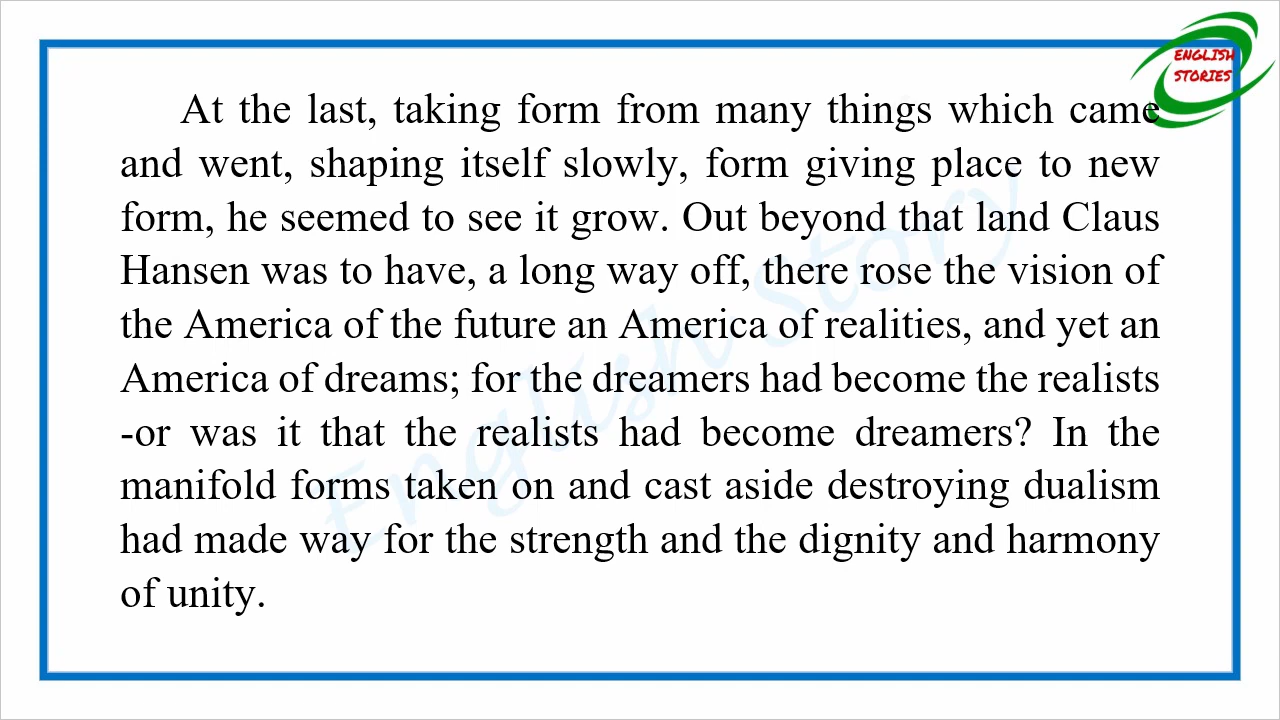 ENGLISH
STORIES
At the last, taking form from many things which came
and went, shaping itself slowly, form giving place to new
form, he seemed to see it grow. Out beyond that land Claus
Hansen was to have, a long way off, there rose the vision of
the America of the future an America of realities, and yet an
America of dreams; for the dreamers had become the realists
-or was it that the realists had become dreamers? In the
manifold forms taken on and cast aside destroying dualism
had made way for the strength and the dignity and harmony
of unity.
English Story